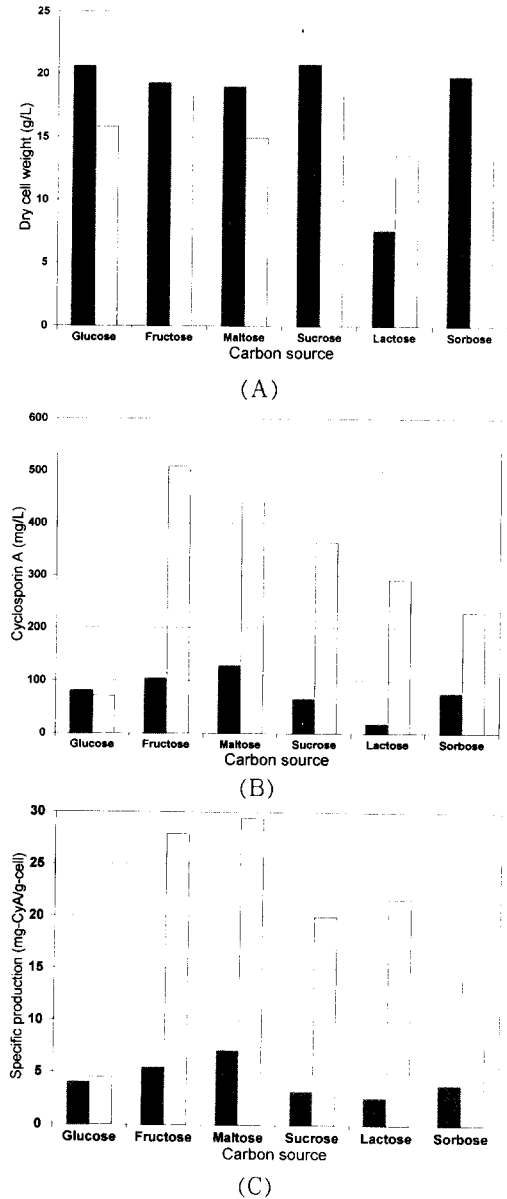 Dry cell weight (g/L)
25
20
15
10
5
0
Glucose Fructose Maltose Sucrose Lactose Sorbose
Carbon source
(A)
Cyclosporin A (mg/L)
600
500
400
300
200
100
0
Glucose Fructose Maltose Sucrose Lactose Sorbose
Carbon source
(B)
Specific production (mg-CyA/g-cell)
30
25
20
15
10
5
0
Glucose Fructose Maltose Sucrose Lactose Sorbose
Carbon source
(C)